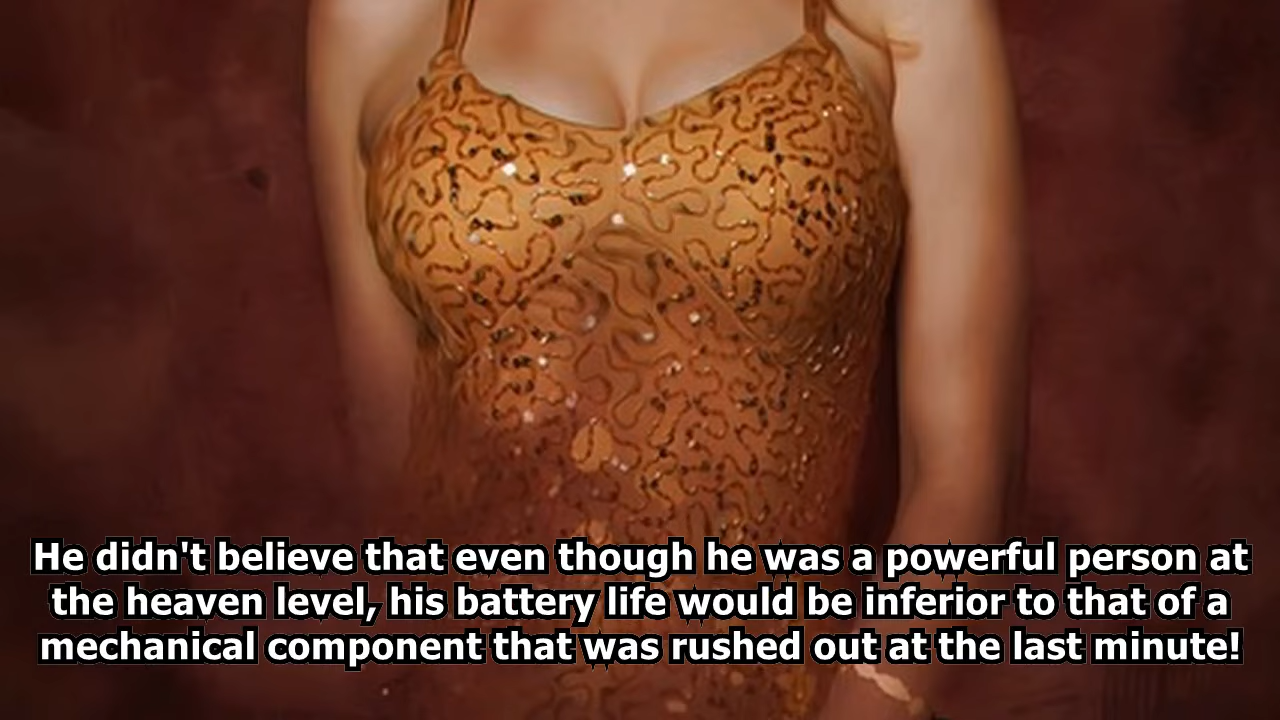 He didn't believe that even though he was a powerful person at
the heaven level, his battery life would be inferior to that of a
mechanical component that was rushed out at the last minute!